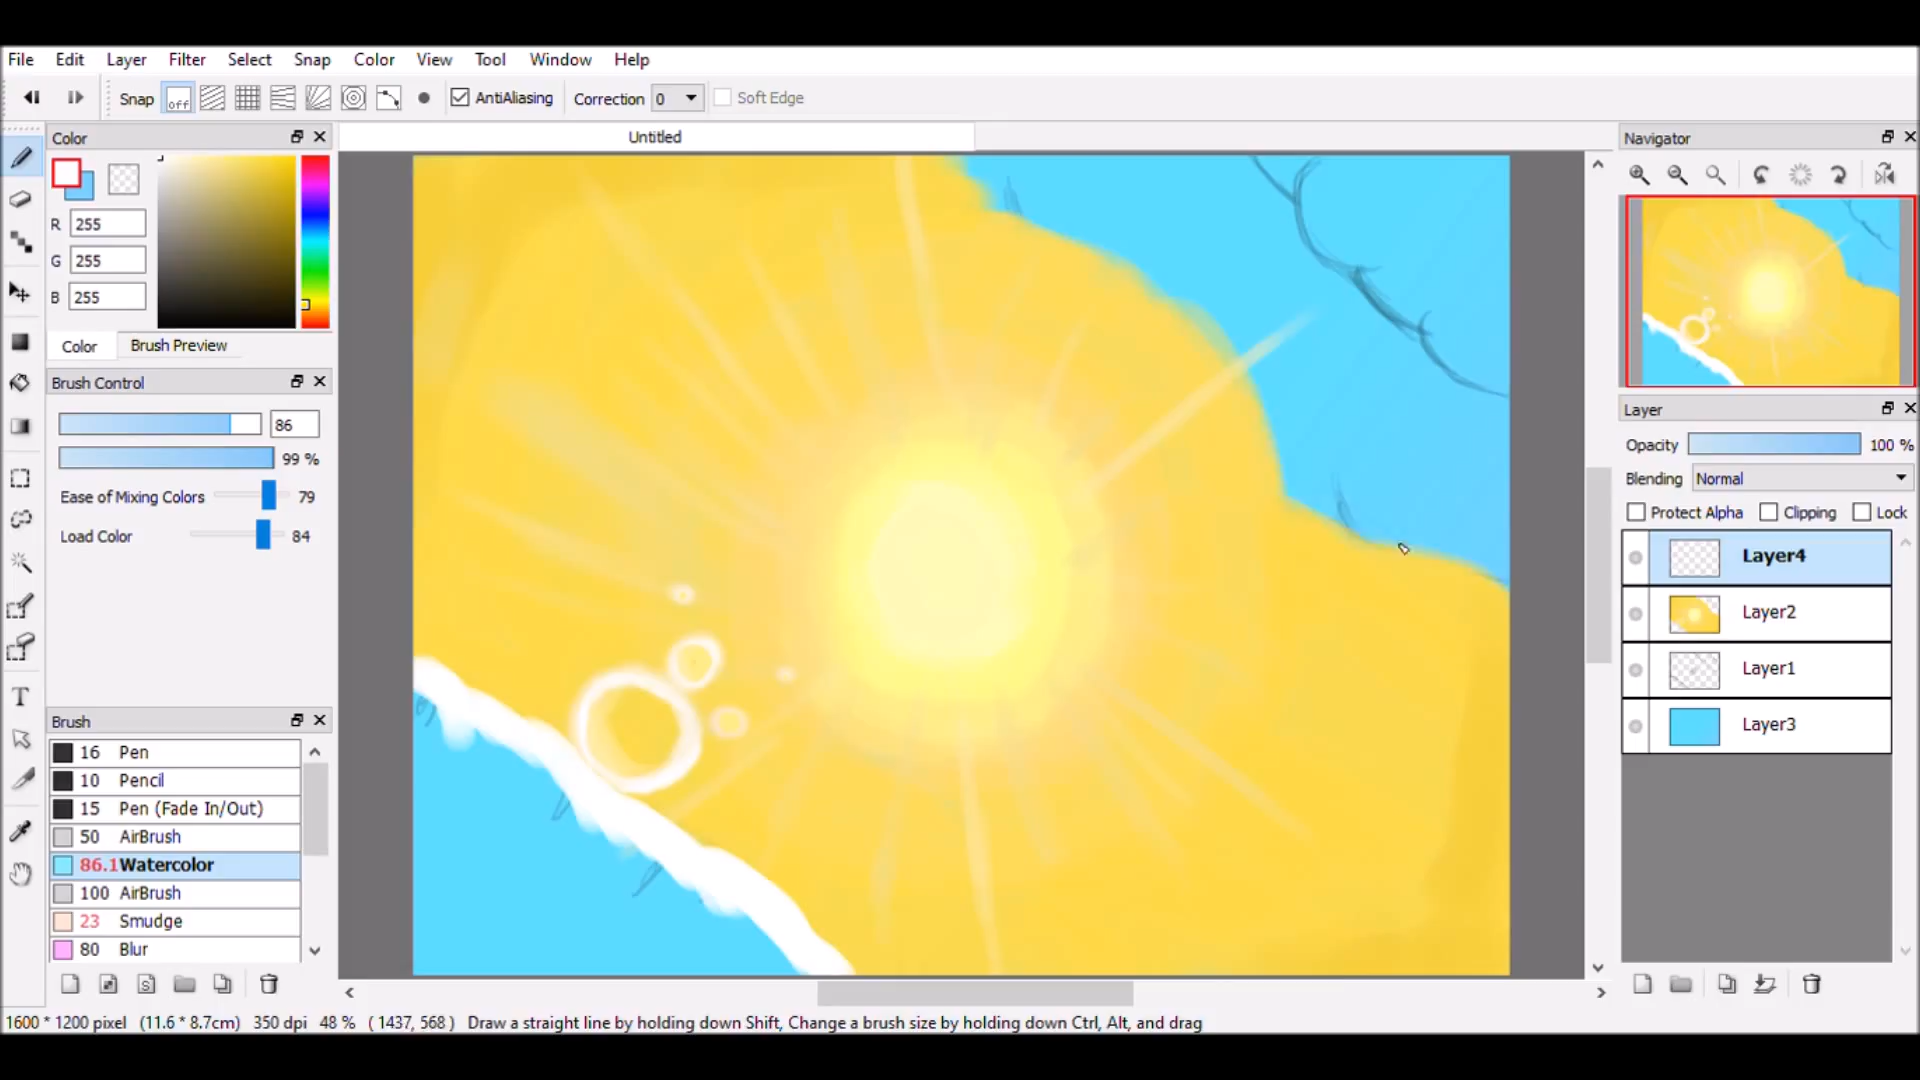 File Edit Layer Filter Select Snap Color View Tool Window Help
Snap off AntiAliasing Correction 0 Soft Edge
Color
Untitled
Navigator
R 255
G 255
B 255
Color Brush Preview
Brush Control
86
99 %
Ease of Mixing Colors 79
Load Color 84
Layer
Opacity 100 %
Blending Normal
Protect Alpha Clipping Lock
Layer4
Layer2
Layer1
Layer3
Brush
16 Pen
10 Pencil
15 Pen (Fade In/Out)
50 AirBrush
86.1 Watercolor
100 AirBrush
23 Smudge
80 Blur
T
S
1600 * 1200 pixel (11.6 * 8.7cm) 350 dpi 48 % ( 1437, 568 ) Draw a straight line by holding down Shift, Change a brush size by holding down Ctrl, Alt, and drag